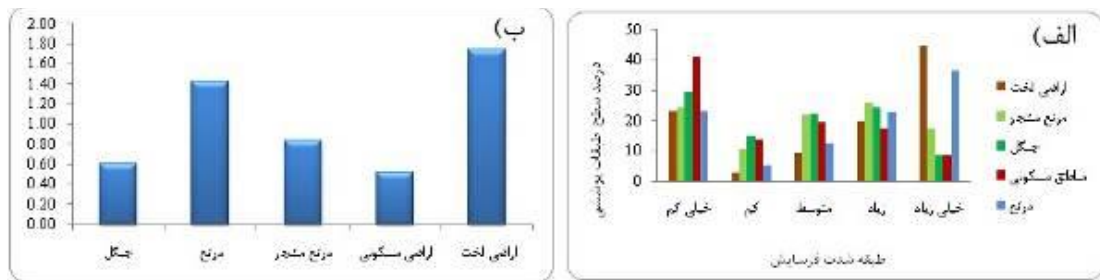 الف)
50
40
30
20
10
0
درصد سطح طبقات پوششی
خیلی کم کم متوسط زیاد خیلی زیاد
طبقه شدت فرسایش
اراضی لخت
مرتع مشجر
جنگل
مناطق مسکونی
مرتع
ب)
2.00
1.80
1.60
1.40
1.20
1.00
0.80
0.60
0.40
0.20
0.00
جنگل مرتع مرتع مشجر اراضی مسکونی اراضی لخت